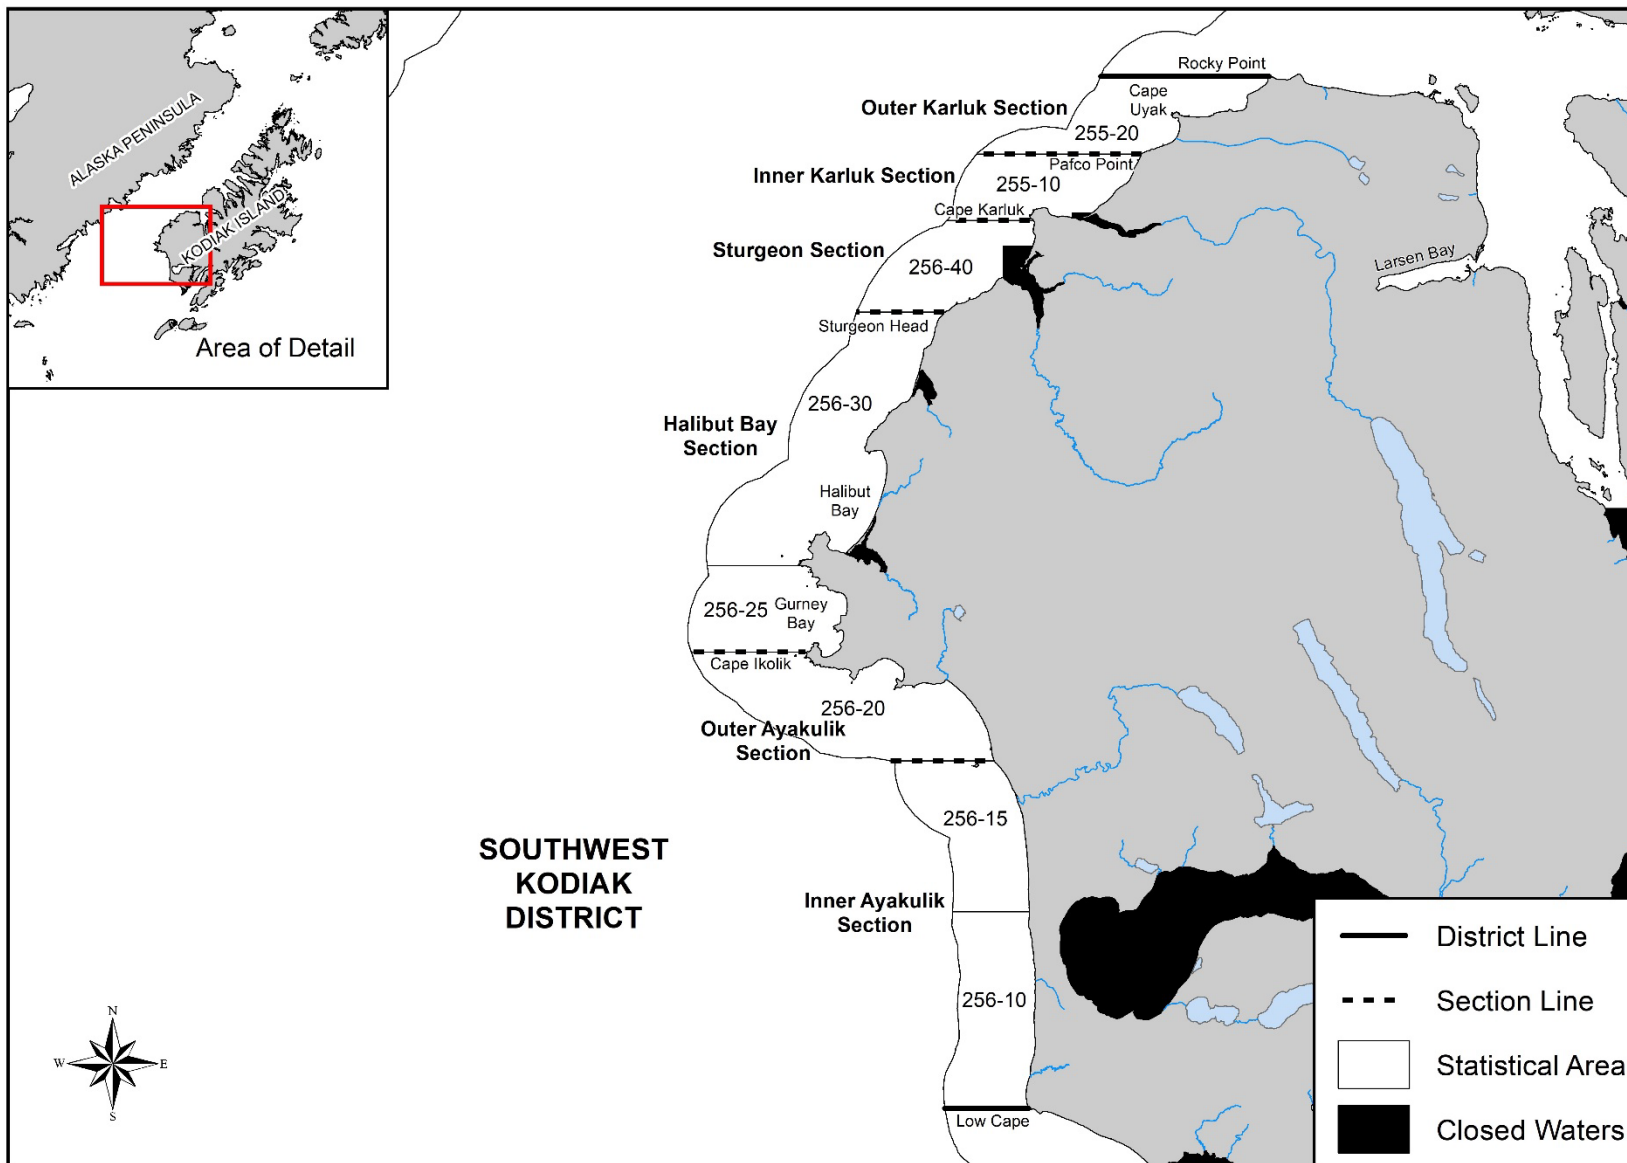 ALASKA PENINSULA
KODIAK ISLAND
Area of Detail
Rocky Point
Cape
Uyak
Outer Karluk Section
255-20
Pafco Point
Inner Karluk Section
255-10
Cape Karluk
Sturgeon Section
256-40
Larsen Bay
Sturgeon Head
256-30
Halibut Bay
Section
Halibut
Bay
256-25
Gurney
Bay
Cape Ikolik
256-20
Outer Ayakulik
Section
256-15
SOUTHWEST
KODIAK
DISTRICT
Inner Ayakulik
Section
256-10
Low Cape
N
W
E
S
District Line
Section Line
Statistical Area
Closed Waters